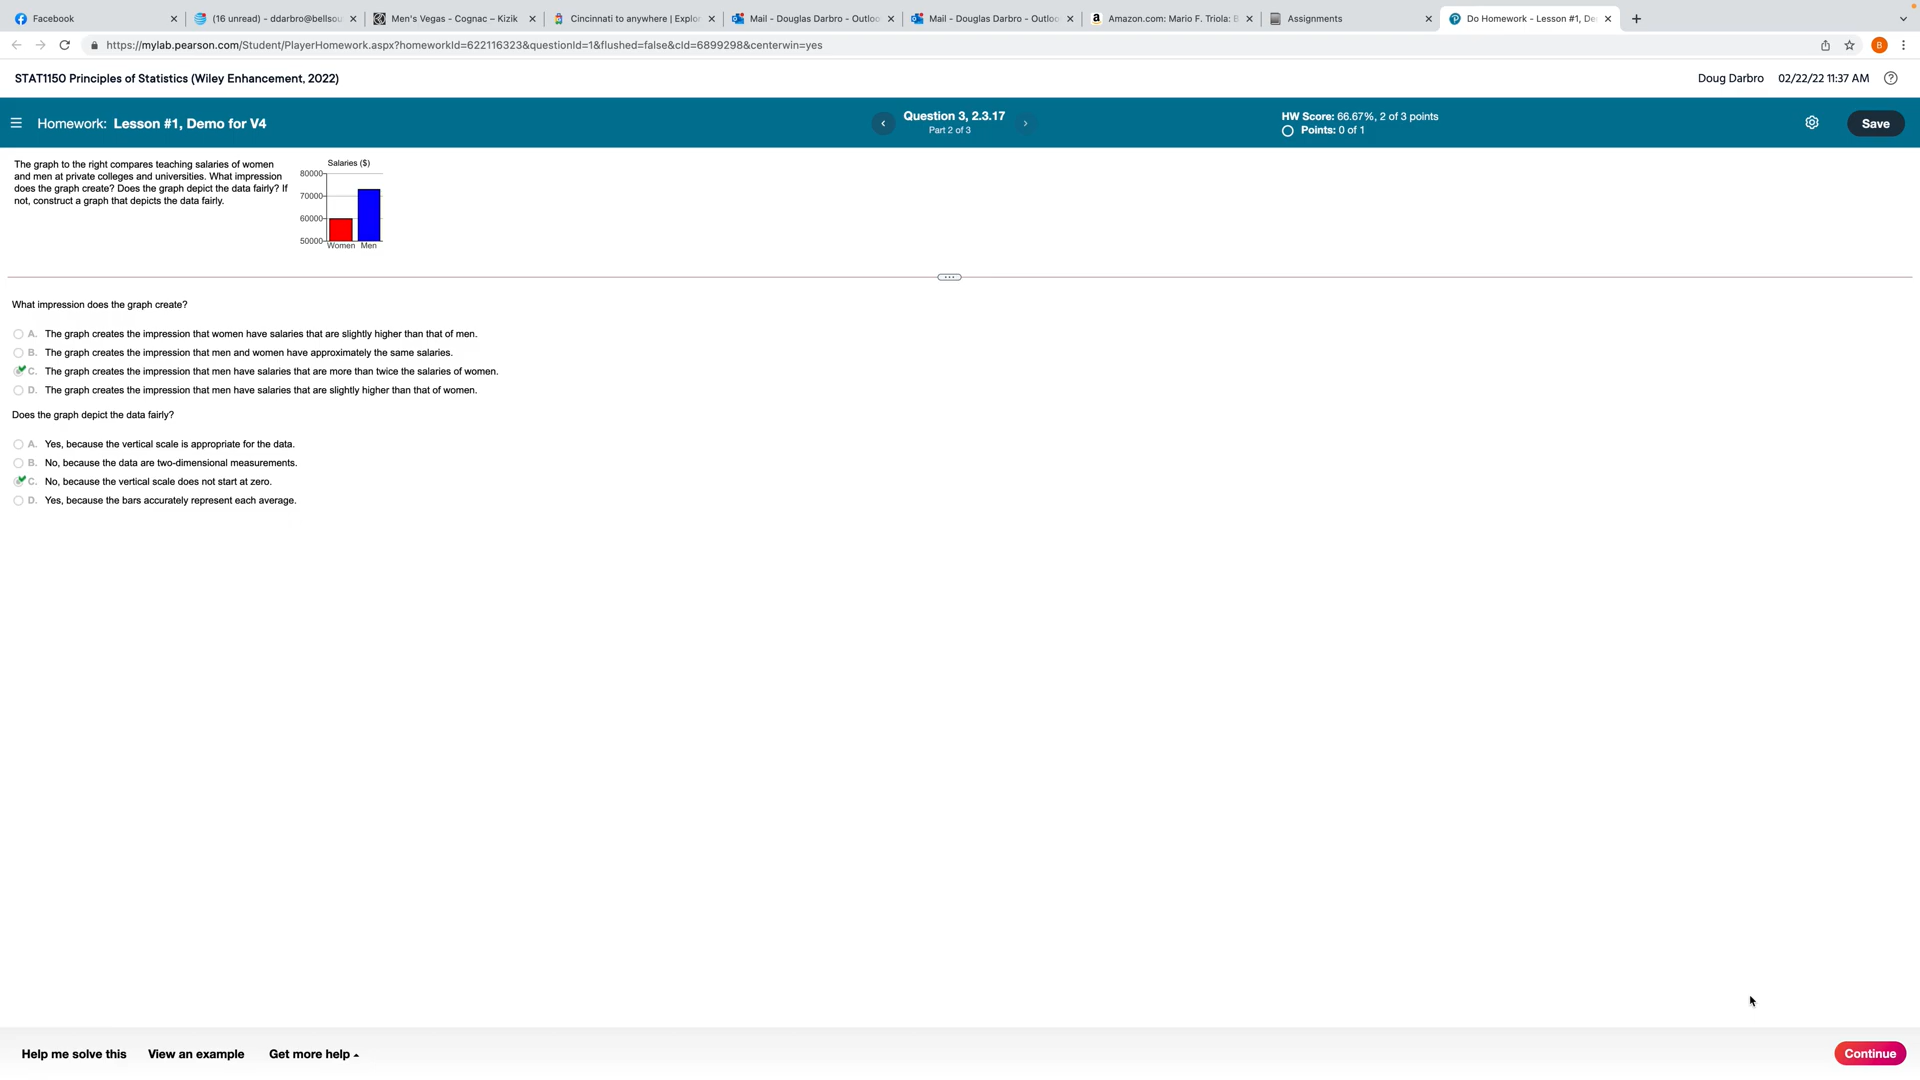 Facebook
(16 unread) - ddarbro@bellsou
Men's Vegas - Cognac – Kizik
Cincinnati to anywhere | Explor
Mail - Douglas Darbro - Outloo
Mail - Douglas Darbro - Outloo
Amazon.com: Mario F. Triola: B
Assignments
Do Homework - Lesson #1, De
https://mylab.pearson.com/Student/PlayerHomework.aspx?homeworkId=622116323&questionId=1&flushed=false&cId=6899298&centerwin=yes
B
STAT1150 Principles of Statistics (Wiley Enhancement, 2022)
Doug Darbro 02/22/22 11:37 AM
Homework: Lesson #1, Demo for V4
Question 3, 2.3.17
Part 2 of 3
HW Score: 66.67%, 2 of 3 points
Points: 0 of 1
Save
The graph to the right compares teaching salaries of women
and men at private colleges and universities. What impression
does the graph create? Does the graph depict the data fairly? If
not, construct a graph that depicts the data fairly.
Salaries ($)
80000
70000
60000
50000
Women Men
What impression does the graph create?
A. The graph creates the impression that women have salaries that are slightly higher than that of men.
B. The graph creates the impression that men and women have approximately the same salaries.
C. The graph creates the impression that men have salaries that are more than twice the salaries of women.
D. The graph creates the impression that men have salaries that are slightly higher than that of women.
Does the graph depict the data fairly?
A. Yes, because the vertical scale is appropriate for the data.
B. No, because the data are two-dimensional measurements.
C. No, because the vertical scale does not start at zero.
D. Yes, because the bars accurately represent each average.
Help me solve this
View an example
Get more help
Continue